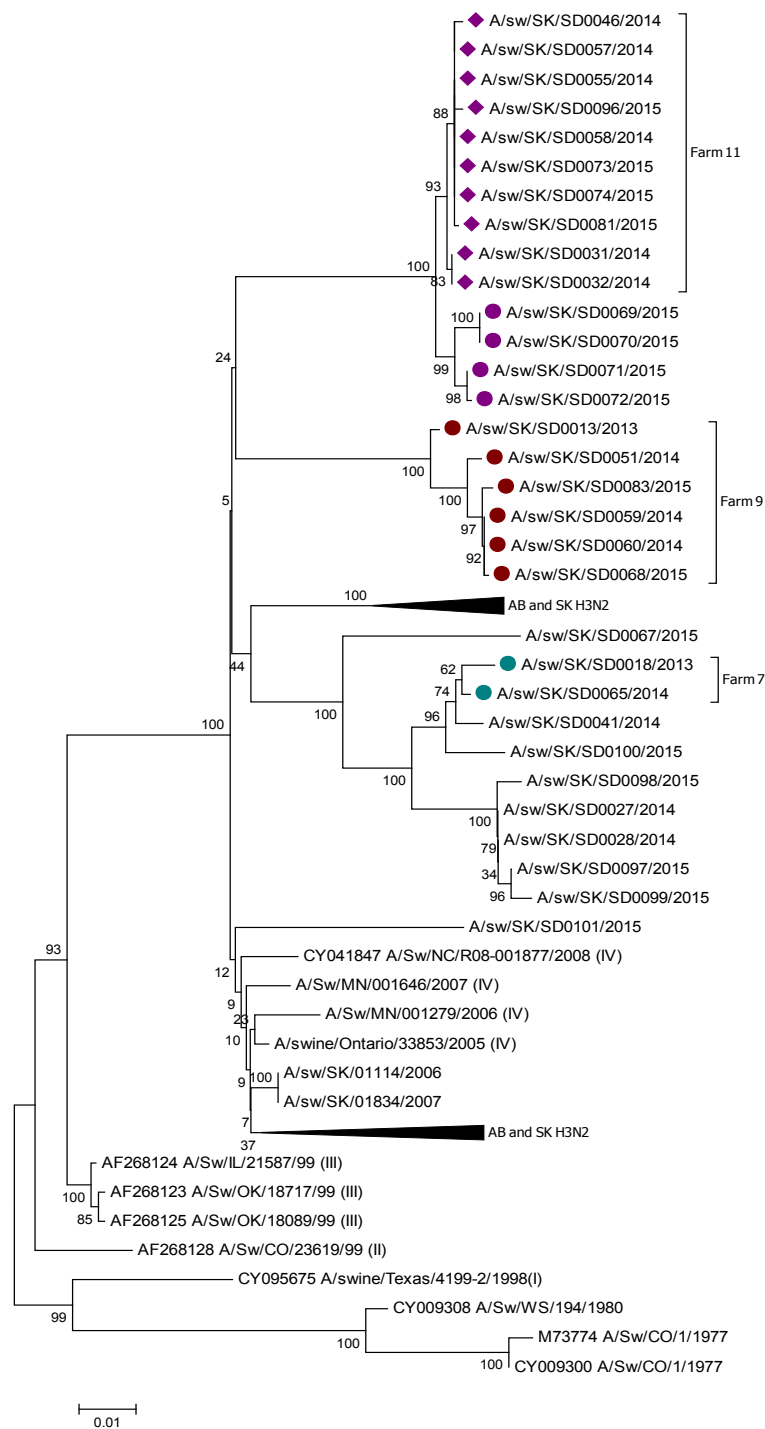 A/sw/SK/SD0046/2014
A/sw/SK/SD0057/2014
A/sw/SK/SD0055/2014
A/sw/SK/SD0096/2015
88
A/sw/SK/SD0058/2014
Farm 11
A/sw/SK/SD0073/2015
93
A/sw/SK/SD0074/2015
A/sw/SK/SD0081/2015
A/sw/SK/SD0031/2014
100
83
A/sw/SK/SD0032/2014
A/sw/SK/SD0069/2015
100
A/sw/SK/SD0070/2015
24
A/sw/SK/SD0071/2015
99
98
A/sw/SK/SD0072/2015
A/sw/SK/SD0013/2013
A/sw/SK/SD0051/2014
100
A/sw/SK/SD0083/2015
100
5
Farm 9
A/sw/SK/SD0059/2014
97
A/sw/SK/SD0060/2014
92
A/sw/SK/SD0068/2015
100
AB and SK H3N2
A/sw/SK/SD0067/2015
44
62
A/sw/SK/SD0018/2013
Farm 7
74
A/sw/SK/SD0065/2014
100
96
A/sw/SK/SD0041/2014
100
A/sw/SK/SD0100/2015
100
A/sw/SK/SD0098/2015
A/sw/SK/SD0027/2014
100
A/sw/SK/SD0028/2014
79
A/sw/SK/SD0097/2015
34
96
A/sw/SK/SD0099/2015
A/sw/SK/SD0101/2015
93
CY041847 A/Sw/NC/R08-001877/2008 (IV)
12
A/Sw/MN/001646/2007 (IV)
9
23
A/Sw/MN/001279/2006 (IV)
10
A/swine/Ontario/33853/2005 (IV)
A/sw/SK/01114/2006
9
100
A/sw/SK/01834/2007
7
37
AB and SK H3N2
AF268124 A/Sw/IL/21587/99 (III)
100
AF268123 A/Sw/OK/18717/99 (III)
85
AF268125 A/Sw/OK/18089/99 (III)
AF268128 A/Sw/CO/23619/99 (II)
CY095675 A/swine/Texas/4199-2/1998(I)
99
CY009308 A/Sw/WS/194/1980
100
M73774 A/Sw/CO/1/1977
100
CY009300 A/Sw/CO/1/1977
0.01